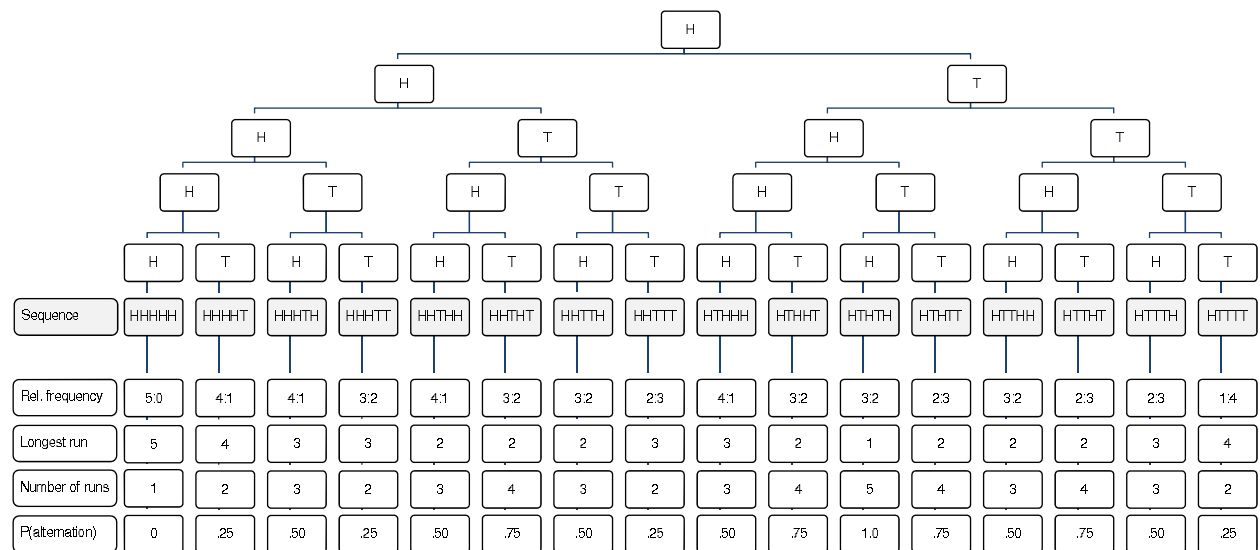 H
H T
H T H T
H T H T H T H T
H T H T H T H T H T H T H T H T
Sequence HHHHH HHHHT HHHTH HHHTT HHTHH HHTHT HHTTH HHTTT HTHHH HTHHT HTHTH HTHTT HTTHH HTTHT HTTTH HTTTT
Rel. frequency 5:0 4:1 4:1 3:2 4:1 3:2 3:2 2:3 4:1 3:2 3:2 2:3 3:2 2:3 2:3 1:4
Longest run 5 4 3 3 2 2 2 3 3 2 1 2 2 2 3 4
Number of runs 1 2 3 2 3 4 3 2 3 4 5 4 3 4 3 2
P(alternation) 0 .25 .50 .25 .50 .75 .50 .25 .50 .75 1.0 .75 .50 .75 .50 .25